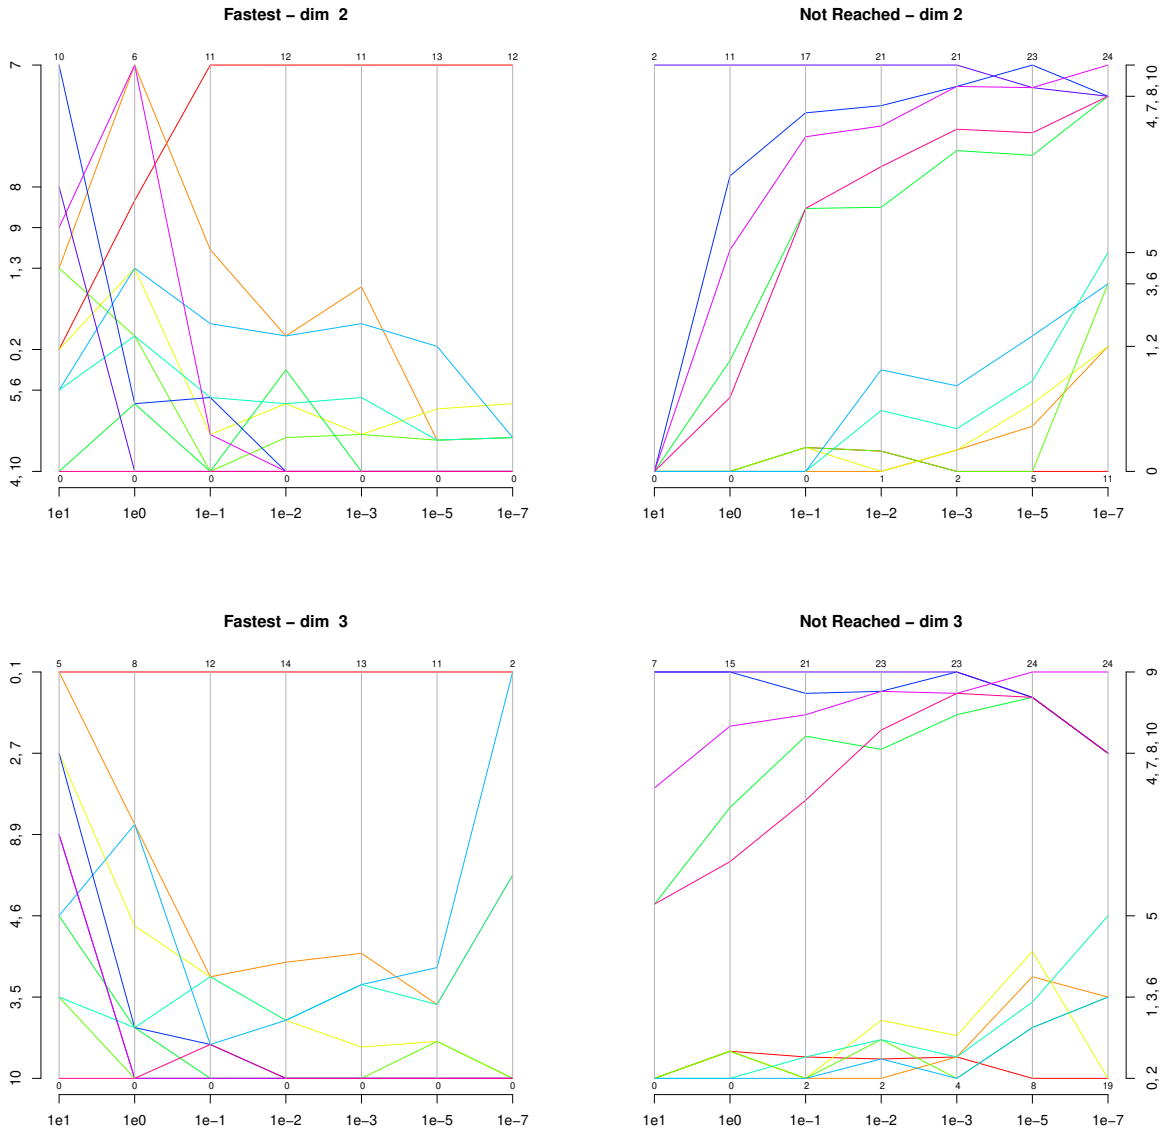 Fastest − dim 2
10 6 11 12 11 13 12
7
8
9
1, 3
0, 2
5, 6
4, 10
0 0 0 0 0 0 0
1e1 1e0 1e−1 1e−2 1e−3 1e−5 1e−7
Not Reached − dim 2
2 11 17 21 21 23 24
4, 7, 8, 10
5
3, 6
1, 2
0
0 0 0 1 2 5 11
1e1 1e0 1e−1 1e−2 1e−3 1e−5 1e−7
Fastest − dim 3
5 8 12 14 13 11 2
0, 1
2, 7
8, 9
4, 6
3, 5
10
0 0 0 0 0 0 0
1e1 1e0 1e−1 1e−2 1e−3 1e−5 1e−7
Not Reached − dim 3
7 15 21 23 23 24 24
9
4, 7, 8, 10
5
1, 3, 6
0, 2
0 0 2 2 4 8 19
1e1 1e0 1e−1 1e−2 1e−3 1e−5 1e−7